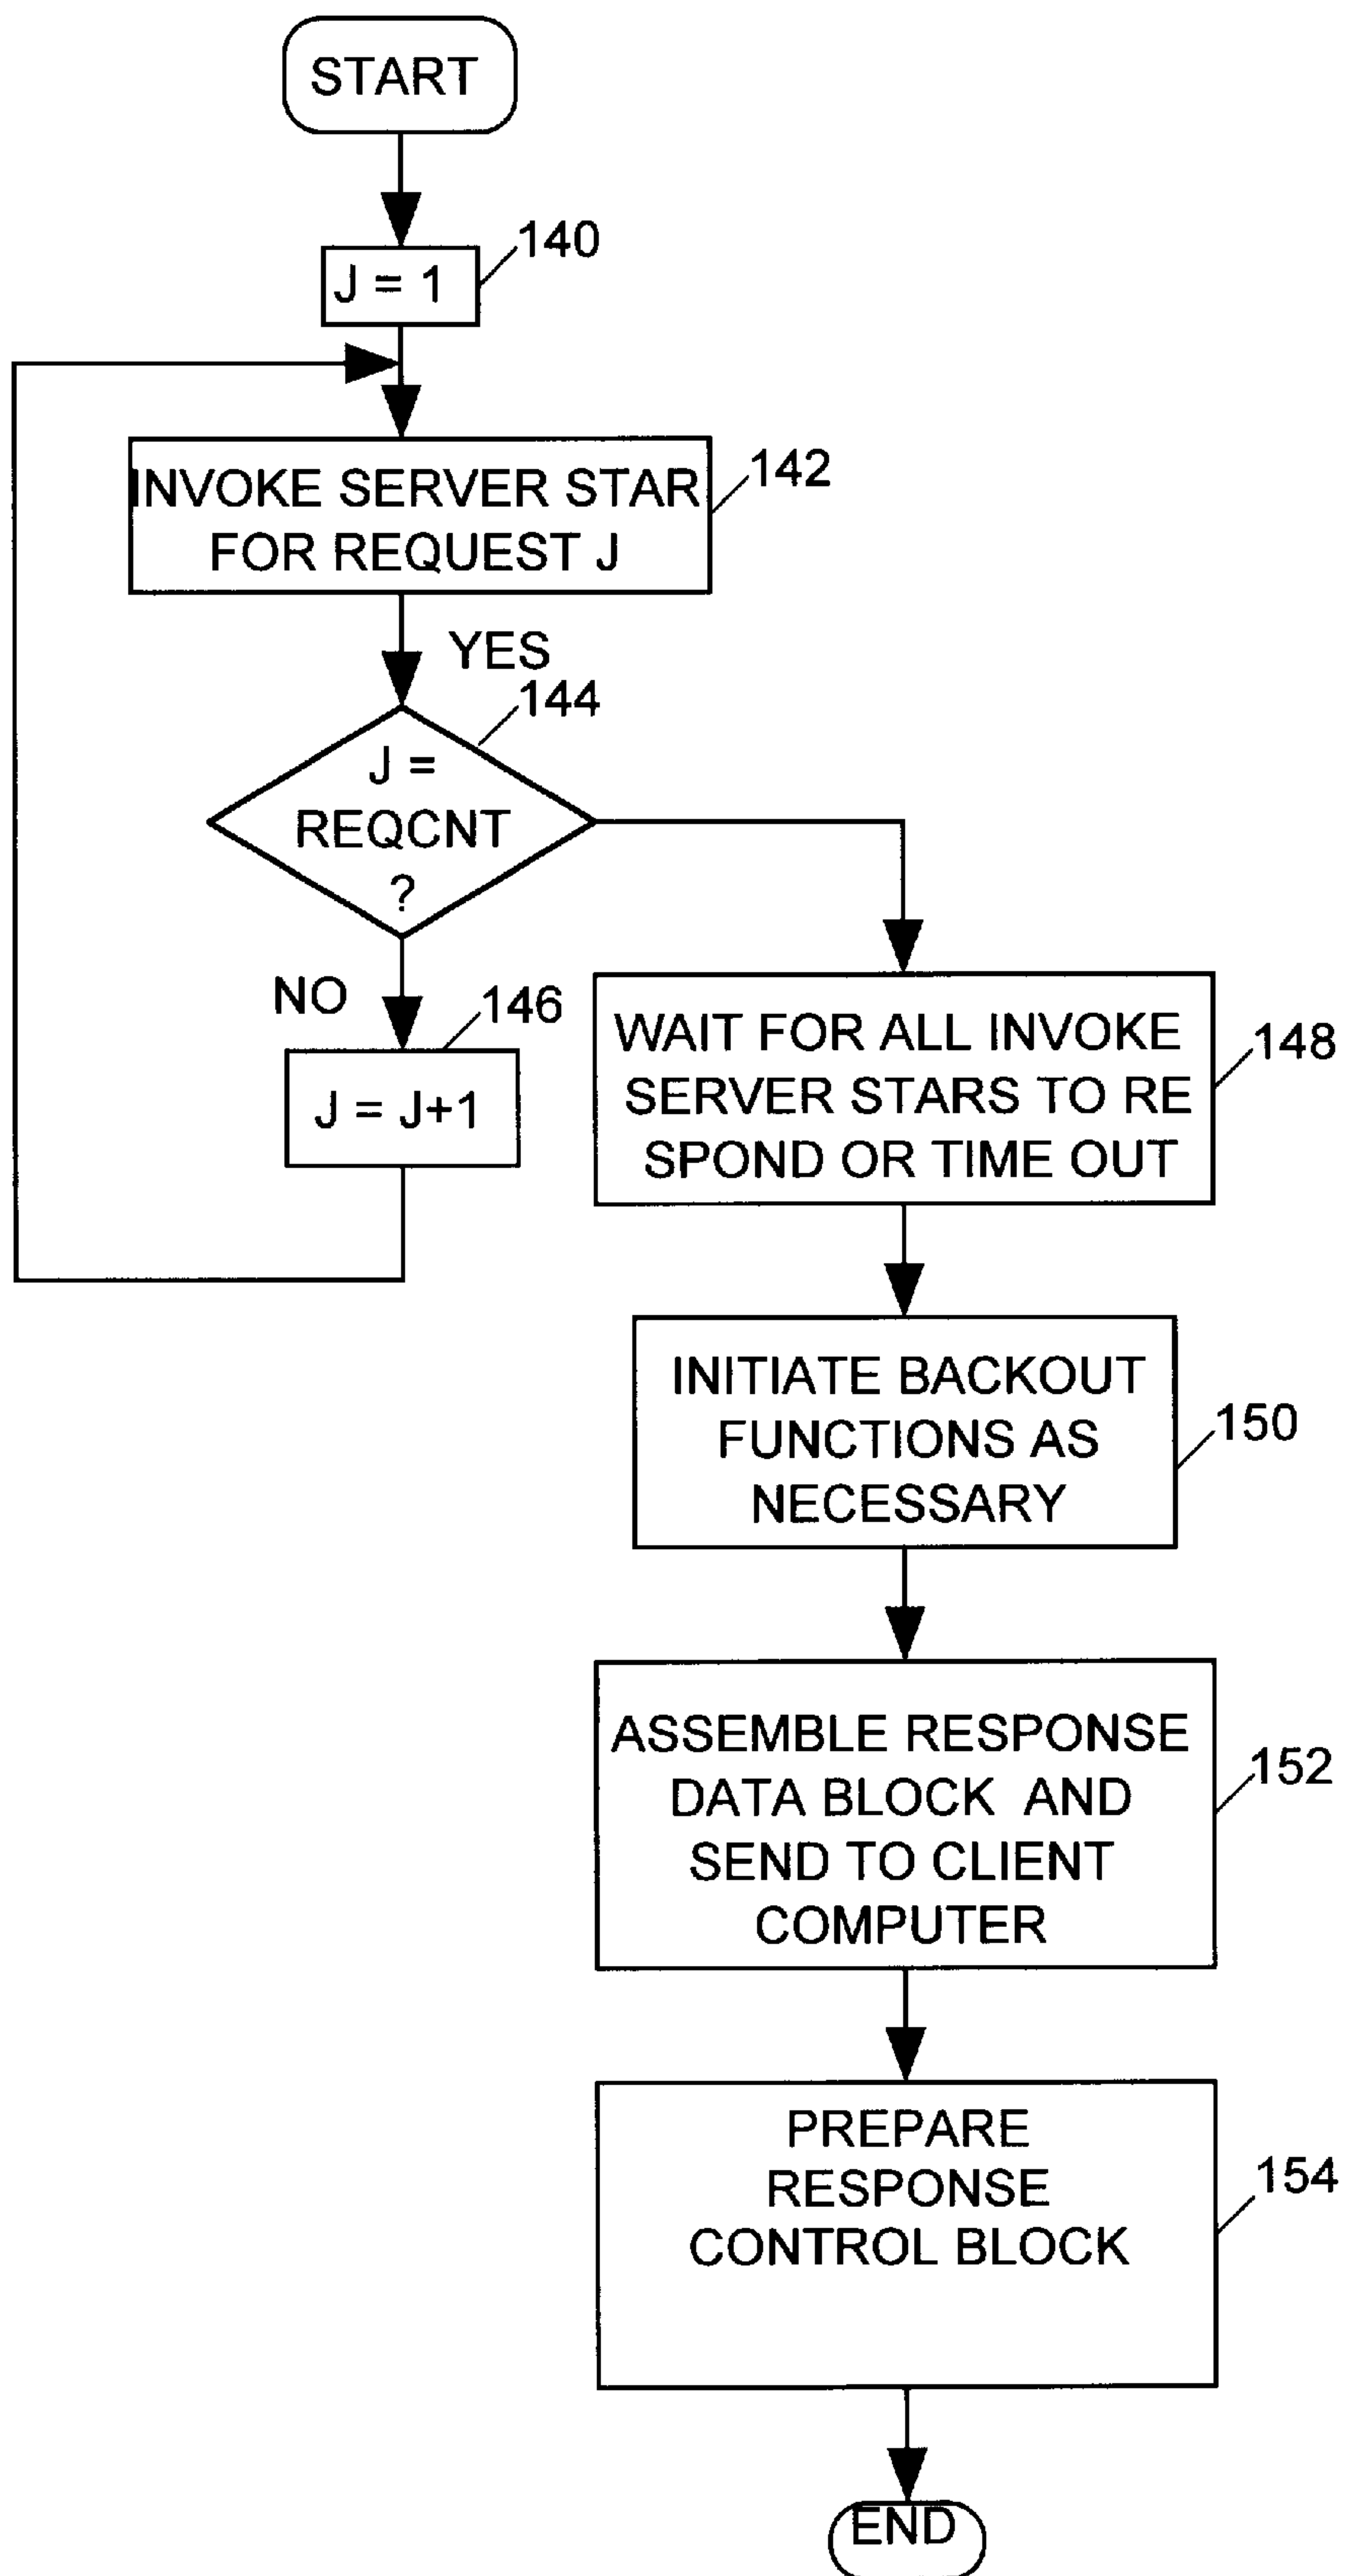 START
140
J = 1
142
INVOKE SERVER STAR
FOR REQUEST J
YES
144
J =
REQCNT
?
NO
146
J = J+1
148
WAIT FOR ALL INVOKE
SERVER STARS TO RE
SPOND OR TIME OUT
150
INITIATE BACKOUT
FUNCTIONS AS
NECESSARY
152
ASSEMBLE RESPONSE
DATA BLOCK AND
SEND TO CLIENT
COMPUTER
154
PREPARE
RESPONSE
CONTROL BLOCK
END